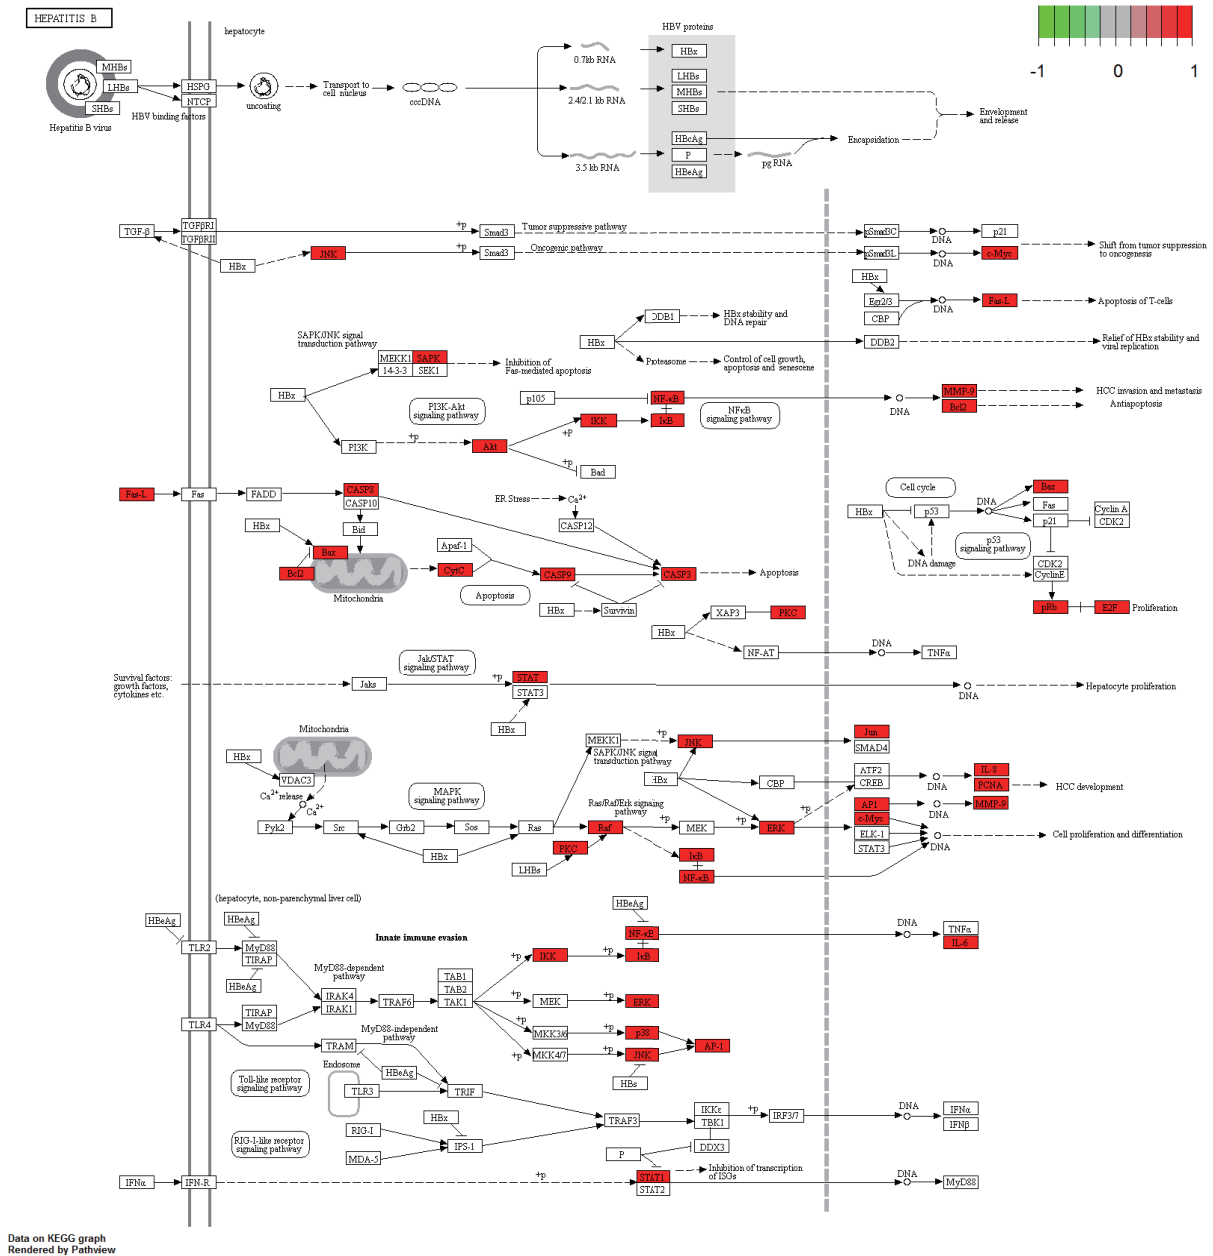 HEPATITIS B
hepatocyte
HBV proteins
-1 0 1
MHBs
LHBs
SHBs
Hepatitis B virus
HSPG
NTCP
HBV binding factors
uncoating
Transport to
cell nucleus
cccDNA
0.7kb RNA
2.4/2.1 kb RNA
3.5 kb RNA
HBx
LHBs
MHBs
SHBs
HBcAg
P
HBeAg
pg RNA
Encapsidation
Envelopment
and release
TGF-β
TGFβRI
TGFβRII
+p
Smad3
Tumor suppressive pathway
pSmad3C
DNA
p21
HBx
JNK
+p
Smad3
Oncogenic pathway
pSmad3L
DNA
c-Myc
Shift from tumor suppression
to oncogenesis
HBx
Egr2/3
CBP
DNA
Fas-L
Apoptosis of T-cells
DDB1
HBx stability and
DNA repair
HBx
DDB2
Relief of HBx stability and
viral replication
Proteasome
Control of cell growth,
apoptosis and senescene
SAPK/JNK signal
transduction pathway
MEKK1
SAPK
14-3-3
SEK1
Inhibition of
Fas-mediated apoptosis
HBx
PI3K-Akt
signaling pathway
p105
NF-κB
NFκB
signaling pathway
DNA
MMP-9
Bcl2
HCC invasion and metastasis
Antiapoptosis
IKK
IκB
+p
PI3K
+p
Akt
+p
Bad
Fas-L
Fas
FADD
CASP8
CASP10
ER Stress
Ca2+
CASP12
Cell cycle
HBx
p53
DNA
Bax
Fas
p21
Cyclin A
CDK2
HBx
Bid
Bax
Bcl2
Mitochondria
Apaf-1
CytC
CASP9
CASP3
Apoptosis
Apoptosis
p53
signaling pathway
DNA damage
CDK2
CyclinE
HBx
Survivin
pRb
E2F
Proliferation
XAP3
PKC
HBx
NF-AT
DNA
TNFα
Jak/STAT
signaling pathway
Survival factors:
growth factors,
cytokines etc.
Jaks
+p
STAT
STAT3
HBx
DNA
Hepatocyte proliferation
Mitochondria
HBx
VDAC3
Ca2+ release
Ca2+
MEKK1
+p
JNK
SAPK/JNK signal
transduction pathway
Jun
SMAD4
HBx
CBP
ATF2
CREB
DNA
IL-8
PCNA
HCC development
MAPK
signaling pathway
Ras/Raf/Erk signaing
pathway
+p
AP1
DNA
MMP-9
Pyk2
Src
Grb2
Sos
Ras
Raf
+p
MEK
+p
ERK
c-Myc
ELK-1
STAT3
DNA
Cell proliferation and differentiation
HBx
PKC
LHBs
IκB
NF-κB
(hepatocyte, non-parenchymal liver cell)
HBeAg
HBeAg
HBeAg
TLR2
MyD88
TIRAP
HBeAg
Innate immune evasion
NF-κB
DNA
TNFα
IL-6
+p
IKK
+p
IκB
MyD88-dependent
pathway
IRAK4
IRAK1
TRAF6
TAB1
TAB2
TAK1
+p
MEK
+p
ERK
TIRAP
MyD88
TLR4
+p
MKK3/6
+p
p38
AP-1
MyD88-independent
pathway
TRAM
+p
MKK4/7
+p
JNK
HBs
Endosome
HBeAg
Toll-like receptor
signaling pathway
TLR3
TRIF
HBx
TRAF3
IKKε
TBK1
+p
IRF3/7
DNA
IFNα
IFNβ
RIG-I-like receptor
signaling pathway
RIG-I
MDA-5
IPS-1
DDX3
P
Inhibition of transcription
of ISGs
IFNα
IFN-R
+p
STAT1
STAT2
DNA
MyD88
Data on KEGG graph
Rendered by Pathview